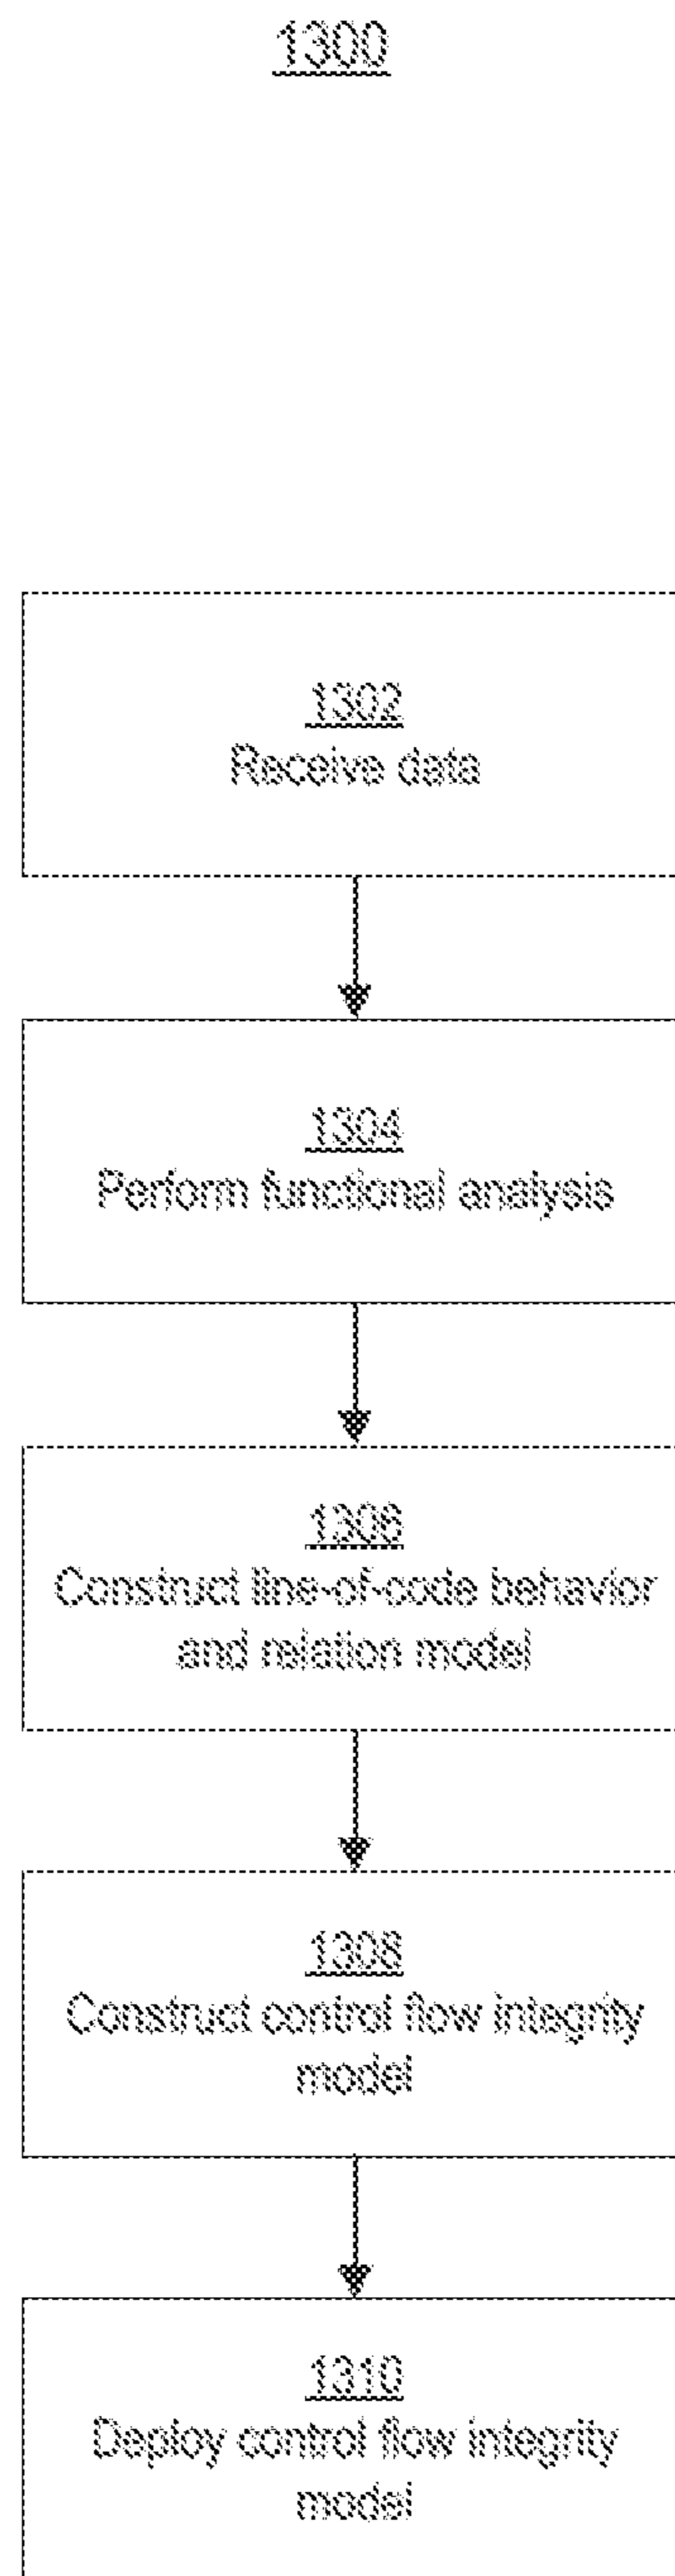 1300
1302
Receive data
1304
Perform functional analysis
1306
Construct line-of-code behavior
and relation model
1308
Construct control flow integrity
model
1310
Deploy control flow integrity
model